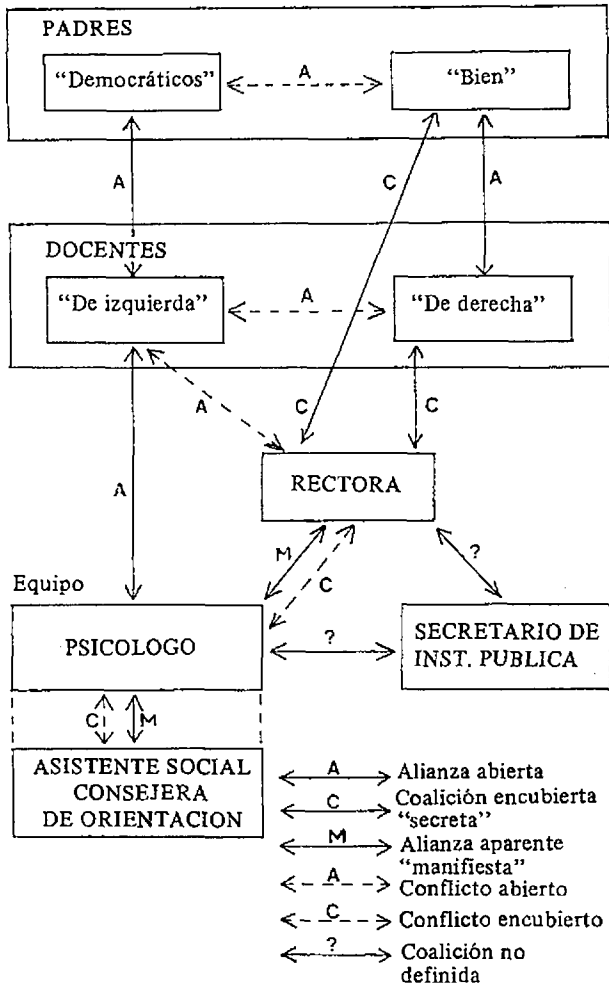 PADRES
“Democráticos”
A
“Bien”
A
C
A
DOCENTES
“De izquierda”
A
“De derecha”
A
C
C
A
RECTORA
M
C
?
Equipo
PSICOLOGO
?
SECRETARIO DE
INST. PUBLICA
C
M
ASISTENTE SOCIAL
CONSEJERA
DE ORIENTACION
A Alianza abierta
C Coalición encubierta
“secreta”
M Alianza aparente
“manifiesta”
A Conflicto abierto
C Conflicto encubierto
? Coalición no
definida